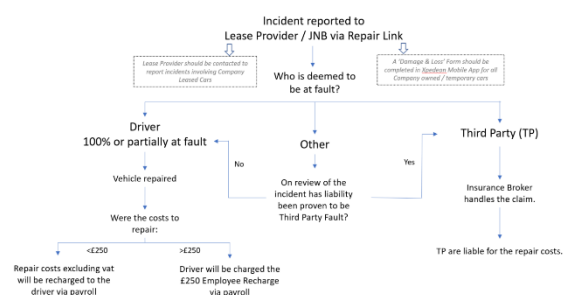 Incident reported to
Lease Provider / JNB via Repair Link
Lease Provider should be contacted to
report incidents involving Company
Leased Cars
A 'Damage & Loss' Form should be
completed in Xpedeon Mobile App for all
Company owned / temporary cars
Who is deemed to
be at fault?
Driver
100% or partially at fault
Other
Third Party (TP)
No
Yes
Vehicle repaired
On review of the
incident has liability
been proven to be
Third Party Fault?
Insurance Broker
handles the claim.
Were the costs to
repair:
<£250
>£250
TP are liable for the repair costs.
Repair costs excluding vat
will be recharged to the
driver via payroll
Driver will be charged the
£250 Employee Recharge
via payroll